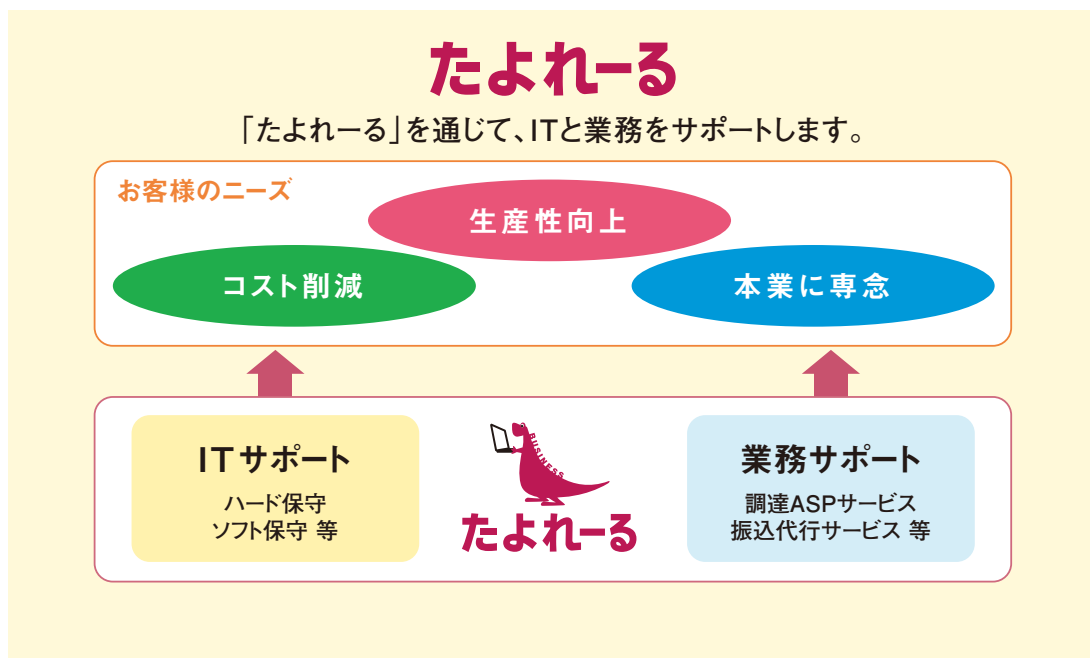 たよれーる
「たよれーる」を通じて、ITと業務をサポートします。
お客様のニーズ
生産性向上
コスト削減
本業に専念
ITサポート
ハード保守
ソフト保守 等
BUSINESS
たよれーる
業務サポート
調達ASPサービス
振込代行サービス 等